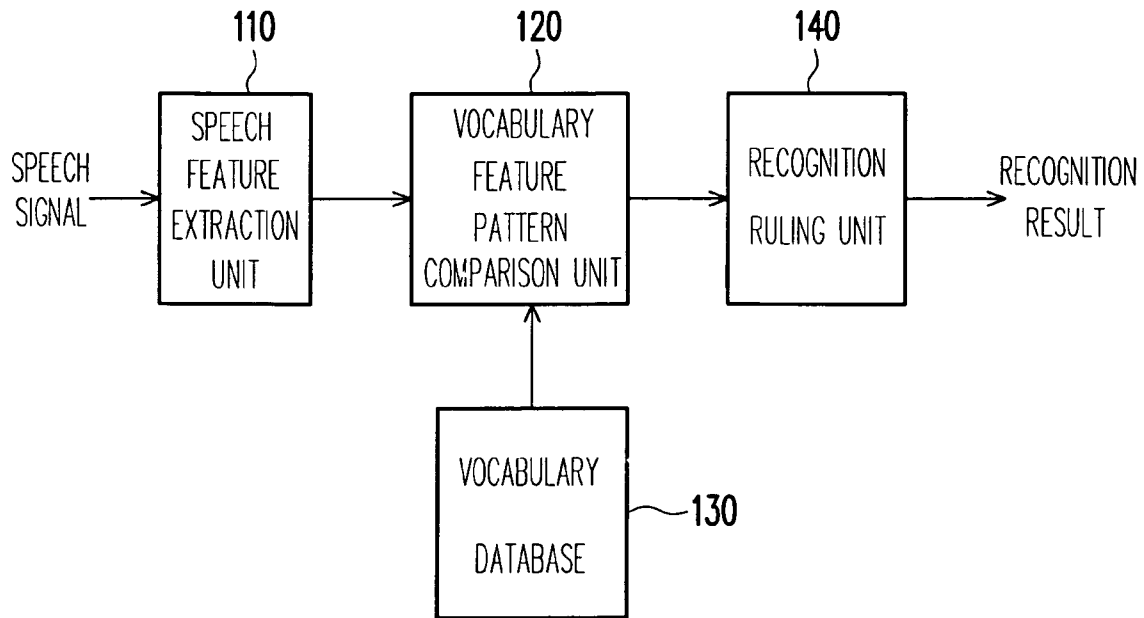 110
120
140
SPEECH
SIGNAL
SPEECH
FEATURE
EXTRACTION
UNIT
VOCABULARY
FEATURE
PATTERN
COMPARISON UNIT
RECOGNITION
RULING UNIT
RECOGNITION
RESULT
VOCABULARY
DATABASE
130